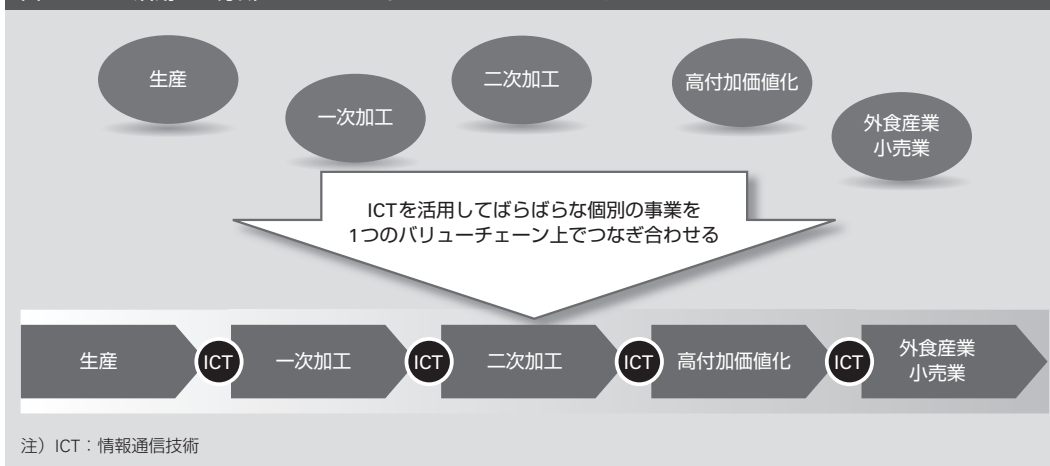 生産
一次加工
二次加工
高付加価値化
外食産業
小売業
ICTを活用してばらばらな個別の事業を
1つのバリューチェーン上でつなぎ合わせる
生産
ICT
一次加工
ICT
二次加工
ICT
高付加価値化
ICT
外食産業
小売業
注）ICT：情報通信技術